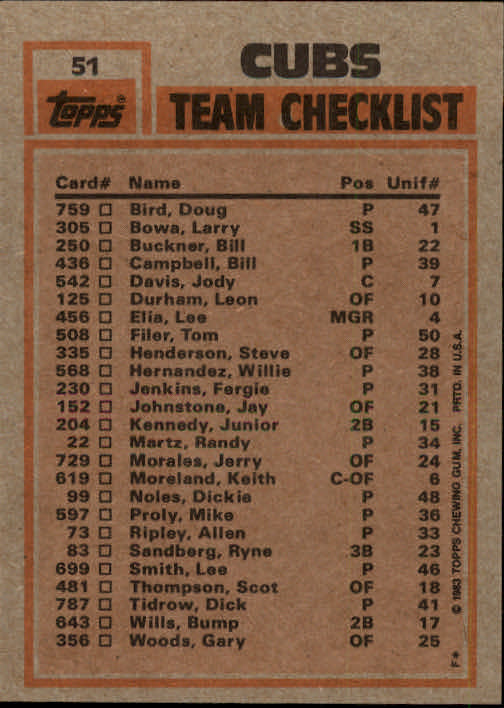 51
CUBS
Topps®
TEAM CHECKLIST
Card# Name Pos Unif#
759 Bird, Doug P 47
305 Bowa, Larry SS 1
250 Buckner, Bill 1B 22
436 Campbell, Bill P 39
542 Davis, Jody C 7
125 Durham, Leon OF 10
456 Elia, Lee MGR 4
508 Filer, Tom P 50
335 Henderson, Steve OF 28
568 Hernandez, Willie P 38
230 Jenkins, Fergie P 31
152 Johnstone, Jay OF 21
204 Kennedy, Junior 2B 15
22 Martz, Randy P 34
729 Morales, Jerry OF 24
619 Moreland, Keith C-OF 6
99 Noles, Dickie P 48
597 Proly, Mike P 36
73 Ripley, Allen P 33
83 Sandberg, Ryne 3B 23
699 Smith, Lee P 46
481 Thompson, Scot OF 18
787 Tidrow, Dick P 41
643 Wills, Bump 2B 17
356 Woods, Gary OF 25
F* © 1983 TOPPS CHEWING GUM, INC. PRTD. IN U.S.A.